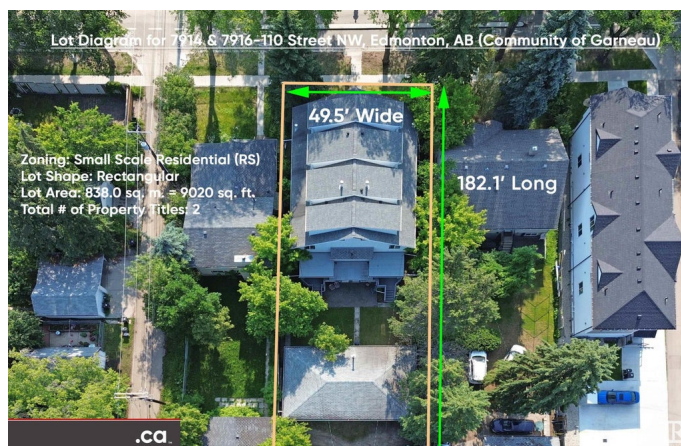 Lot Diagram for 7914 & 7916-110 Street NW, Edmonton, AB (Community of Garneau)
49.5' Wide
Zoning: Small Scale Residential (RS)
Lot Shape: Rectangular
Lot Area: 838.0 sq. m. = 9020 sq. ft.
Total # of Property Titles: 2
182.1' Long
.ca